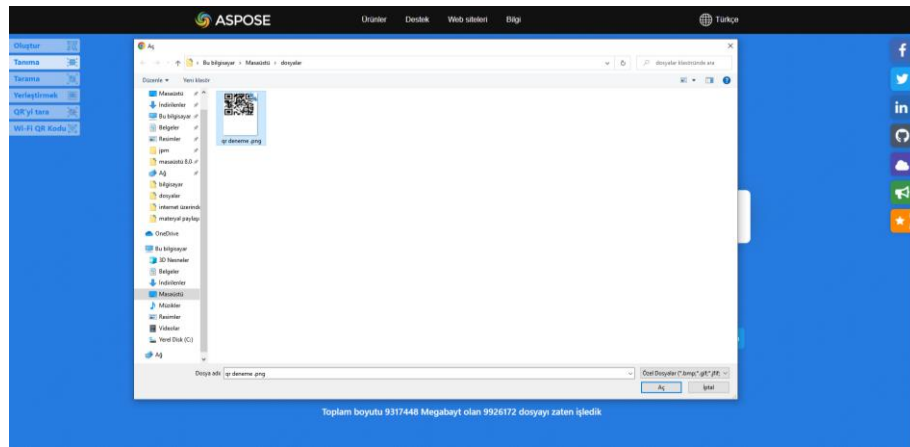 ASPOSE
Ürünler Destek Web siteleri Bilgi
Türkçe
Oluştur
Tanıma
Tarama
Yerleştirmek
QR'yi tara
Wi-Fi QR Kodu
Aç
Bu bilgisayar > Masaüstü > dosyalar
dosyalar klasöründe ara
Düzenle Yeni klasör
Masaüstü
İndirilenler
Bu bilgisayar
Belgeler
Resimler
jpm
masaüstü 8.0
Ağ
bilgisayar
dosyalar
internet üzerinde
materyal paylaş
OneDrive
Bu bilgisayar
3D Nesneler
Belgeler
İndirilenler
Masaüstü
Müzikler
Resimler
Videolar
Yerel Disk (C:)
Ağ
qr deneme .png
Dosya adı: qr deneme .png
Özel Dosyalar (*.bmp;*.gif;*.jfif;
Aç İptal
Toplam boyutu 9317448 Megabayt olan 9926172 dosyayı zaten işledik